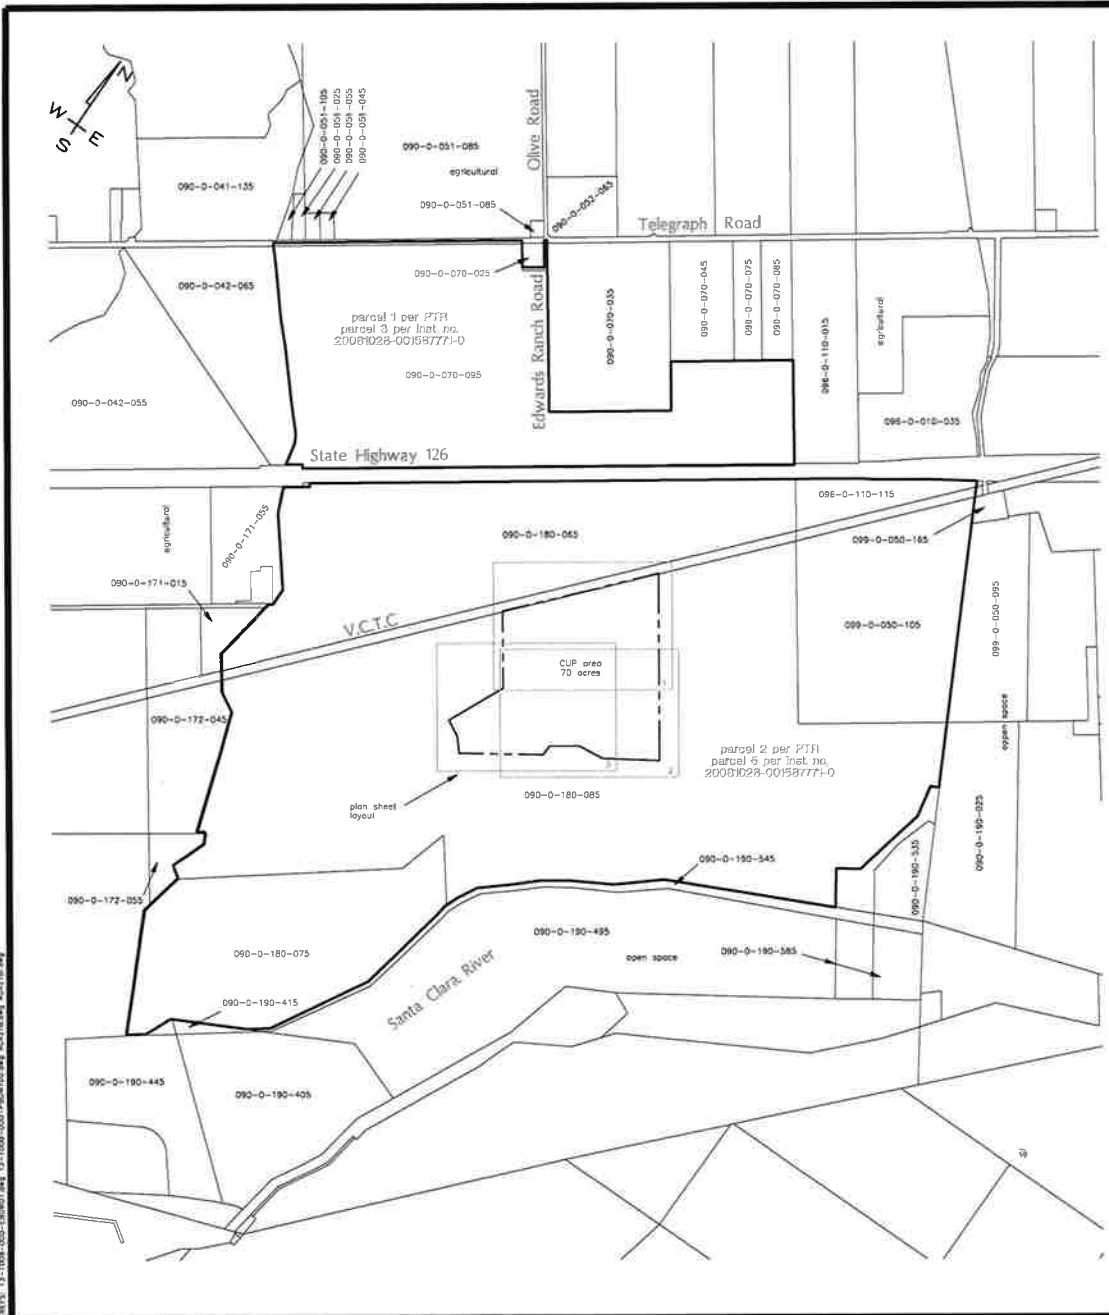 N
W
E
S
090-0-051-105
090-0-051-025
090-0-051-055
090-0-051-045
090-0-051-085
agricultural
090-0-051-085
Olive Road
090-0-052-065
Telegraph Road
090-0-041-135
090-0-042-065
090-0-042-055
090-0-070-025
parcel 1 per PTR
parcel 3 per inst. no.
20081028-00158777-0
090-0-070-095
Edwards Ranch Road
090-0-070-035
090-0-070-045
090-0-070-075
090-0-070-085
096-0-110-015
agricultural
096-0-010-035
State Highway 126
agricultural
090-0-171-055
090-0-171-015
090-0-180-065
096-0-110-115
099-0-050-165
099-0-050-095
099-0-050-105
V.C.T.C
CUP area
70 acres
1
2
3
090-0-172-045
parcel 2 per PTR
parcel 6 per inst. no.
20081028-00158777-0
open space
plan sheet
layout
090-0-180-085
090-0-172-055
090-0-190-545
090-0-190-535
090-0-190-025
090-0-180-075
090-0-190-495
open space
090-0-190-585
090-0-190-415
Santa Clara River
090-0-190-445
090-0-190-405